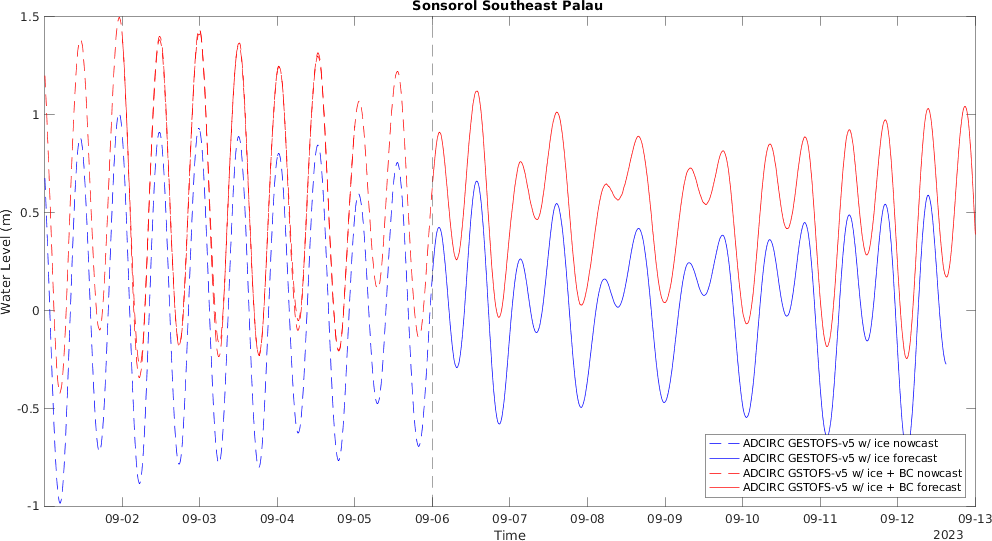 Sonsorol Southeast Palau
1.5
1
0.5
0
-0.5
-1
Water Level (m)
09-02
09-03
09-04
09-05
09-06
09-07
09-08
09-09
09-10
09-11
09-12
09-13
Time
2023
ADCIRC GESTOFS-v5 w/ ice nowcast
ADCIRC GESTOFS-v5 w/ ice forecast
ADCIRC GSTOFS-v5 w/ ice + BC nowcast
ADCIRC GSTOFS-v5 w/ ice + BC forecast